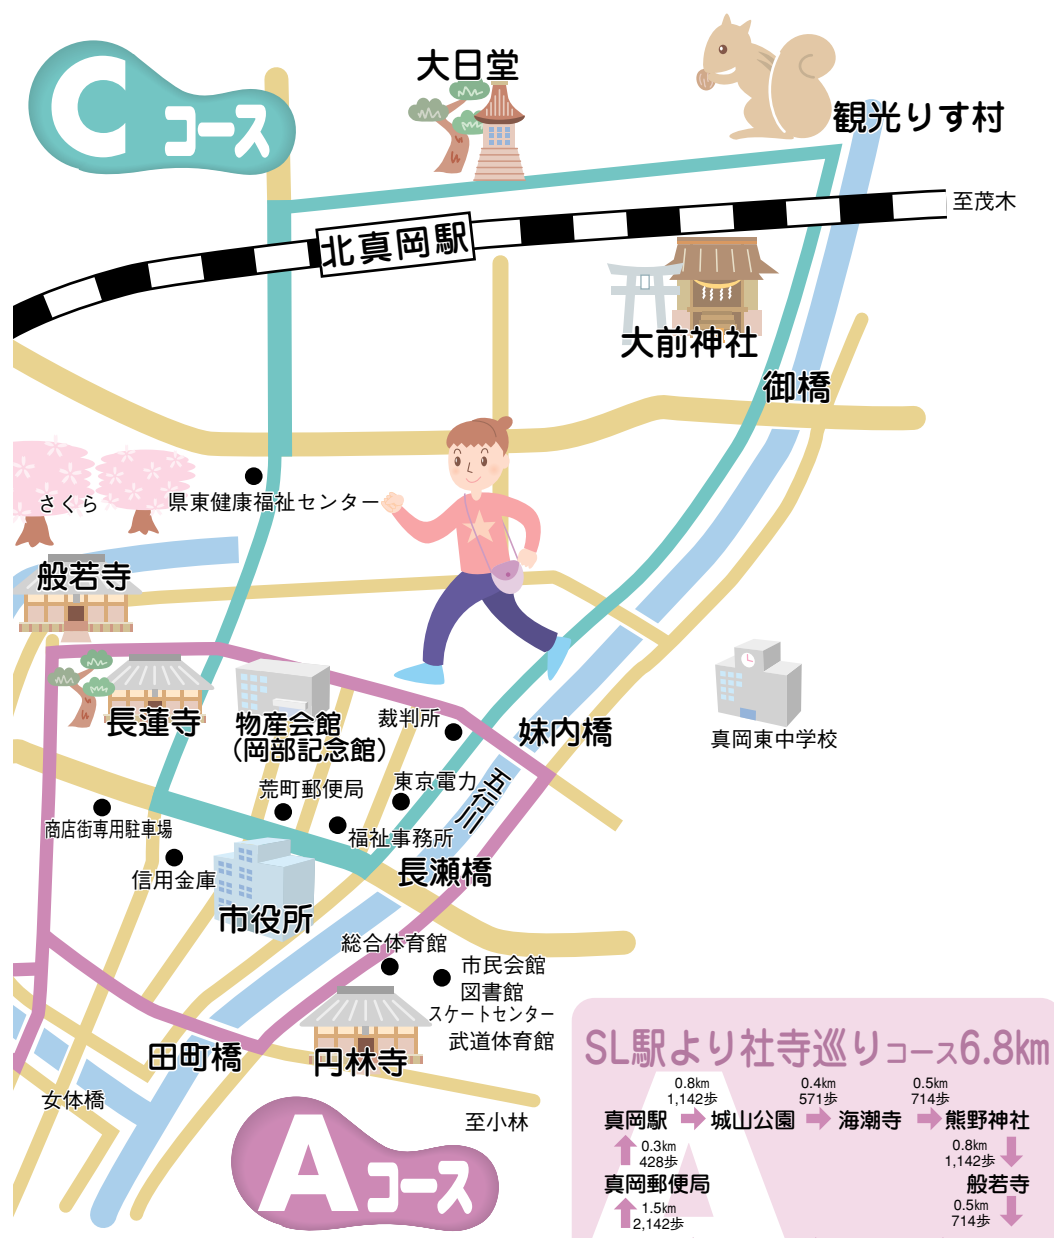 Cコース
大日堂
観光りす村
至茂木
北真岡駅
大前神社
御橋
さくら
県東健康福祉センター
般若寺
長蓮寺
物産会館
（岡部記念館）
裁判所
妹内橋
真岡東中学校
荒町郵便局
東京電力
五行川
商店街専用駐車場
福祉事務所
信用金庫
長瀬橋
市役所
総合体育館
市民会館
図書館
スケートセンター
武道体育館
田町橋
円林寺
女体橋
至小林
Aコース
SL駅より社寺巡りコース6.8km
0.8km
1,142歩
0.4km
571歩
0.5km
714歩
真岡駅
城山公園
海潮寺
熊野神社
0.3km
428歩
0.8km
1,142歩
真岡郵便局
般若寺
1.5km
2,142歩
0.5km
714歩
A